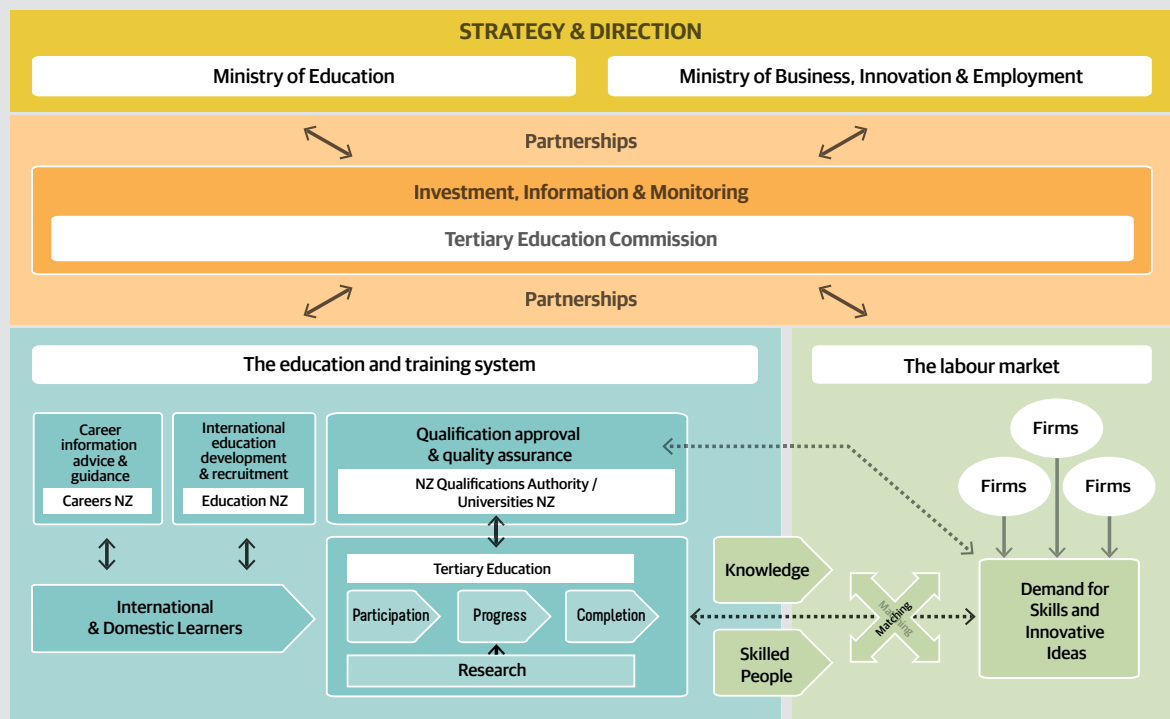 STRATEGY & DIRECTION
Ministry of Education
Ministry of Business, Innovation & Employment
Partnerships
Investment, Information & Monitoring
Tertiary Education Commission
Partnerships
The education and training system
Career
information
advice &
guidance
Careers NZ
International
education
development
& recruitment
Education NZ
Qualification approval
& quality assurance
NZ Qualifications Authority /
Universities NZ
International
& Domestic Learners
Tertiary Education
Participation
Progress
Completion
Research
Knowledge
Skilled
People
Matching
Matching
The labour market
Firms
Firms
Firms
Demand for
Skills and
Innovative
Ideas